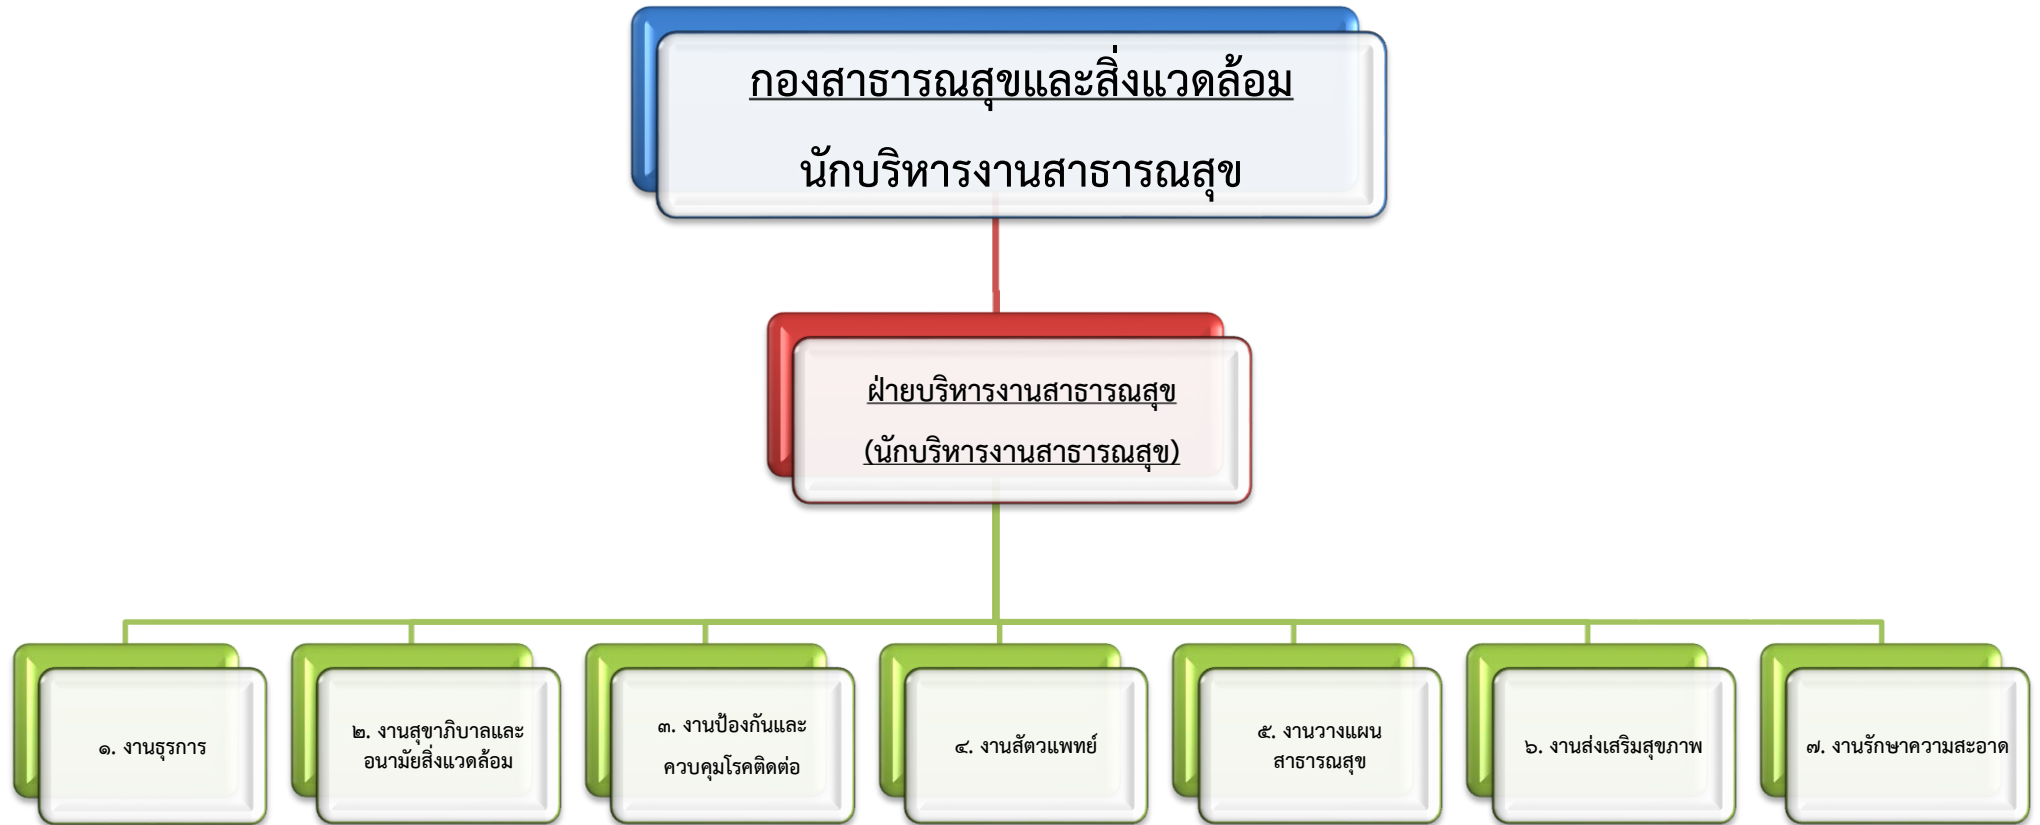 กองสาธารณสุขและสิ่งแวดล้อม
นักบริหารงานสาธารณสุข
ฝ่ายบริหารงานสาธารณสุข
(นักบริหารงานสาธารณสุข)
๑. งานธุรการ
๒. งานสุขาภิบาลและ
อนามัยสิ่งแวดล้อม
๓. งานป้องกันและ
ควบคุมโรคติดต่อ
๔. งานสัตวแพทย์
๕. งานวางแผน
สาธารณสุข
๖. งานส่งเสริมสุขภาพ
๗. งานรักษาความสะอาด